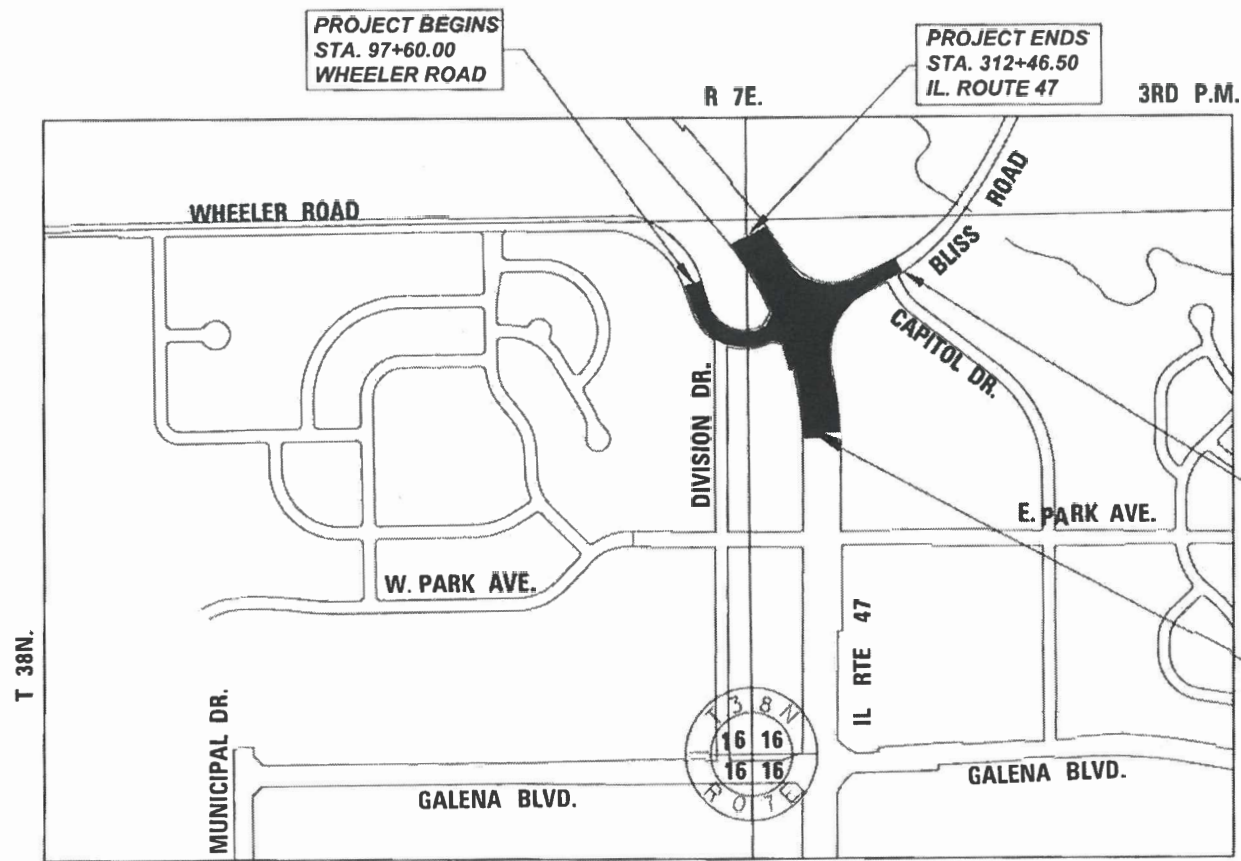 PROJECT BEGINS
STA. 97+60.00
WHEELER ROAD
PROJECT ENDS
STA. 312+46.50
IL. ROUTE 47
R 7E.
3RD P.M.
WHEELER ROAD
BLISS ROAD
CAPITOL DR.
DIVISION DR.
E. PARK AVE.
W. PARK AVE.
T 38N.
IL RTE 47
MUNICIPAL DR.
T38N
16 16
16 16
R07E
GALENA BLVD.
GALENA BLVD.